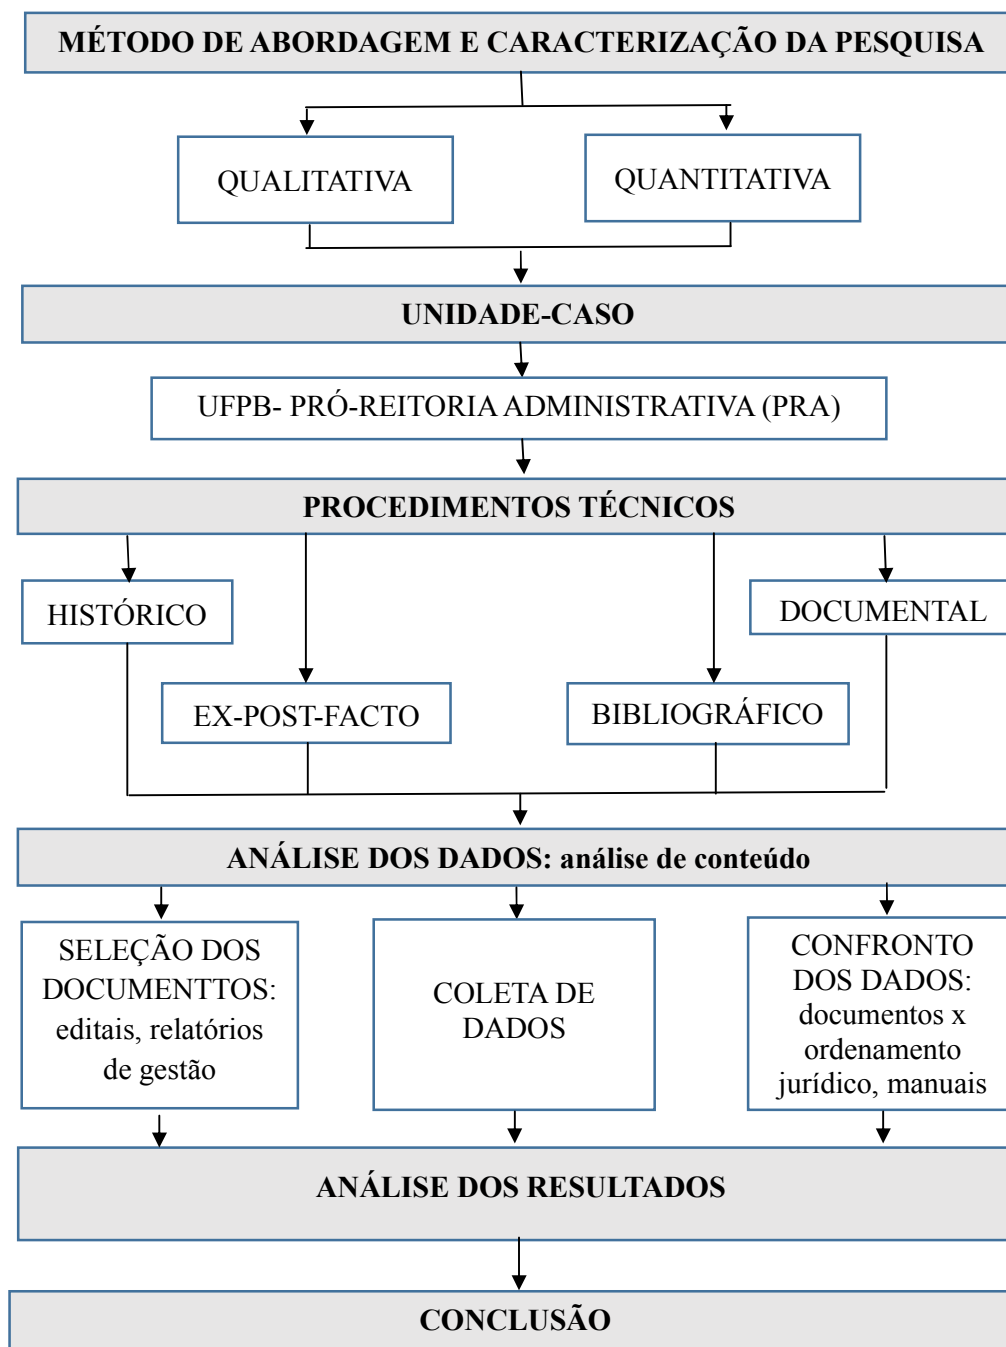 MÉTODO DE ABORDAGEM E CARACTERIZAÇÃO DA PESQUISA
QUALITATIVA
QUANTITATIVA
UNIDADE-CASO
UFPB- PRÓ-REITORIA ADMINISTRATIVA (PRA)
PROCEDIMENTOS TÉCNICOS
HISTÓRICO
DOCUMENTAL
EX-POST-FACTO
BIBLIOGRÁFICO
ANÁLISE DOS DADOS: análise de conteúdo
SELEÇÃO DOS
DOCUMENTTOS:
editais, relatórios
de gestão
COLETA DE
DADOS
CONFRONTO
DOS DADOS:
documentos x
ordenamento
jurídico, manuais
ANÁLISE DOS RESULTADOS
CONCLUSÃO